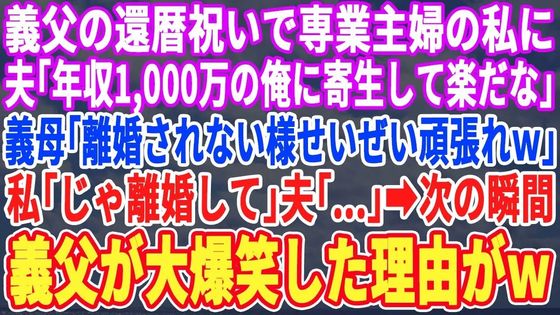 義父の還暦祝いで専業主婦の私に
夫｢年収1,000万の俺に寄生して楽だな｣
義母｢離婚されない様せいぜい頑張れw｣
私｢じゃ離婚して｣夫｢...｣➡次の瞬間
義父が大爆笑した理由がw